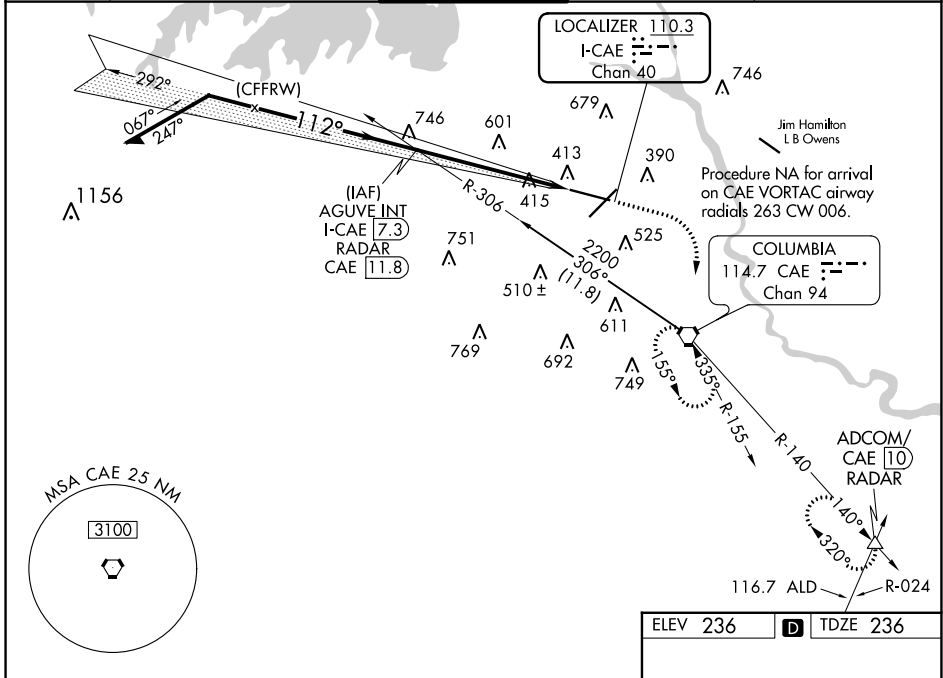 LOCALIZER 110.3
I-CAE
Chan 40
292°
(CFFRW)
067°
247°
112°
746
601
679
746
413
390
415
Jim Hamilton
L B Owens
Procedure NA for arrival
on CAE VORTAC airway
radials 263 CW 006.
1156
(IAF)
AGUVE INT
I-CAE 7.3
RADAR
CAE 11.8
R-306
751
525
2200
306°
(11.8)
510 ±
611
COLUMBIA
114.7 CAE
Chan 94
769
692
749
155°
335°
R-155
R-140
ADCOM/
CAE 10
RADAR
140°
320°
MSA CAE 25 NM
3100
116.7 ALD
R-024
ELEV 236 D TDZE 236